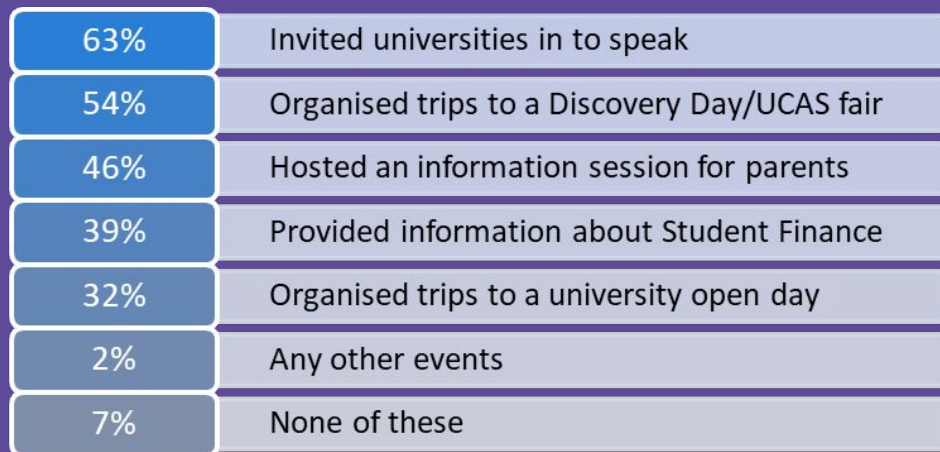 63% Invited universities in to speak
54% Organised trips to a Discovery Day/UCAS fair
46% Hosted an information session for parents
39% Provided information about Student Finance
32% Organised trips to a university open day
2% Any other events
7% None of these